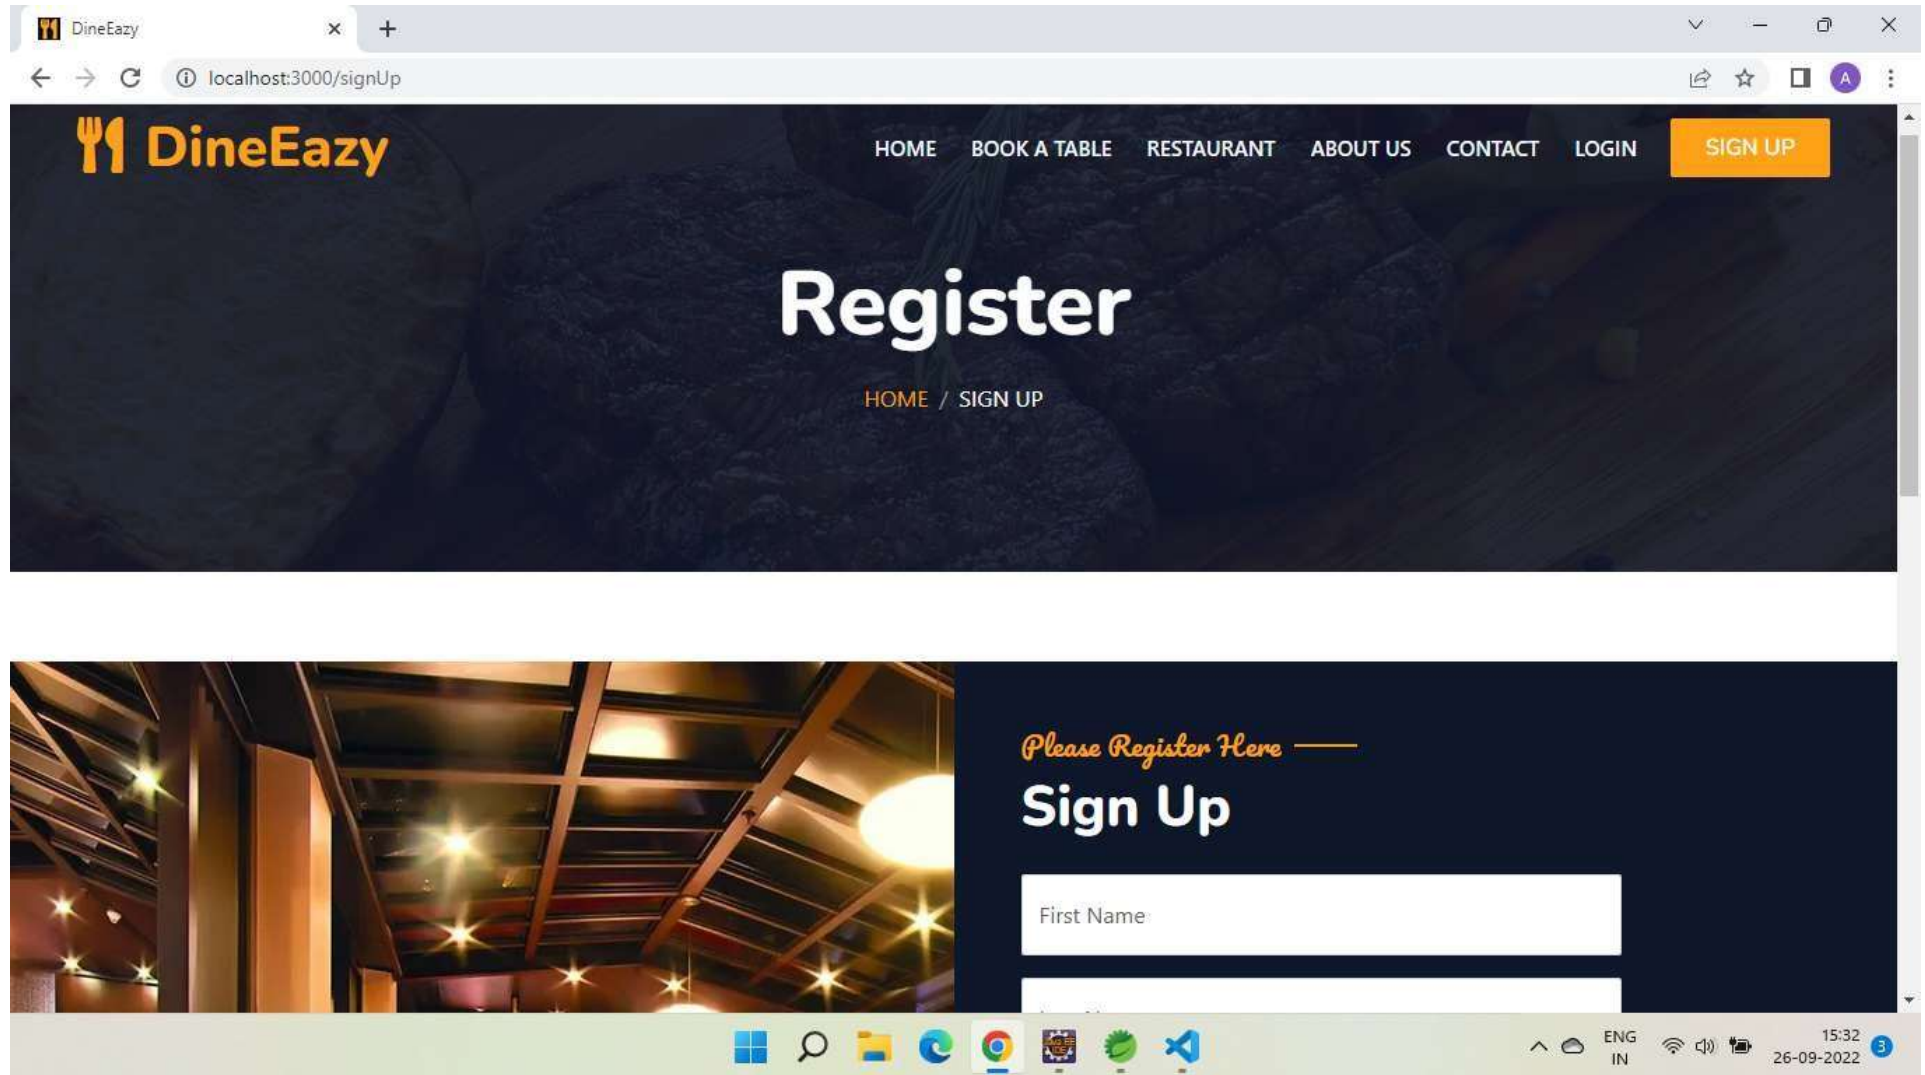 DineEazy
localhost:3000/signUp
A
DineEazy
HOME BOOK A TABLE RESTAURANT ABOUT US CONTACT LOGIN SIGN UP
Register
HOME / SIGN UP
Please Register Here
Sign Up
First Name
ENG
IN
15:32
26-09-2022
3